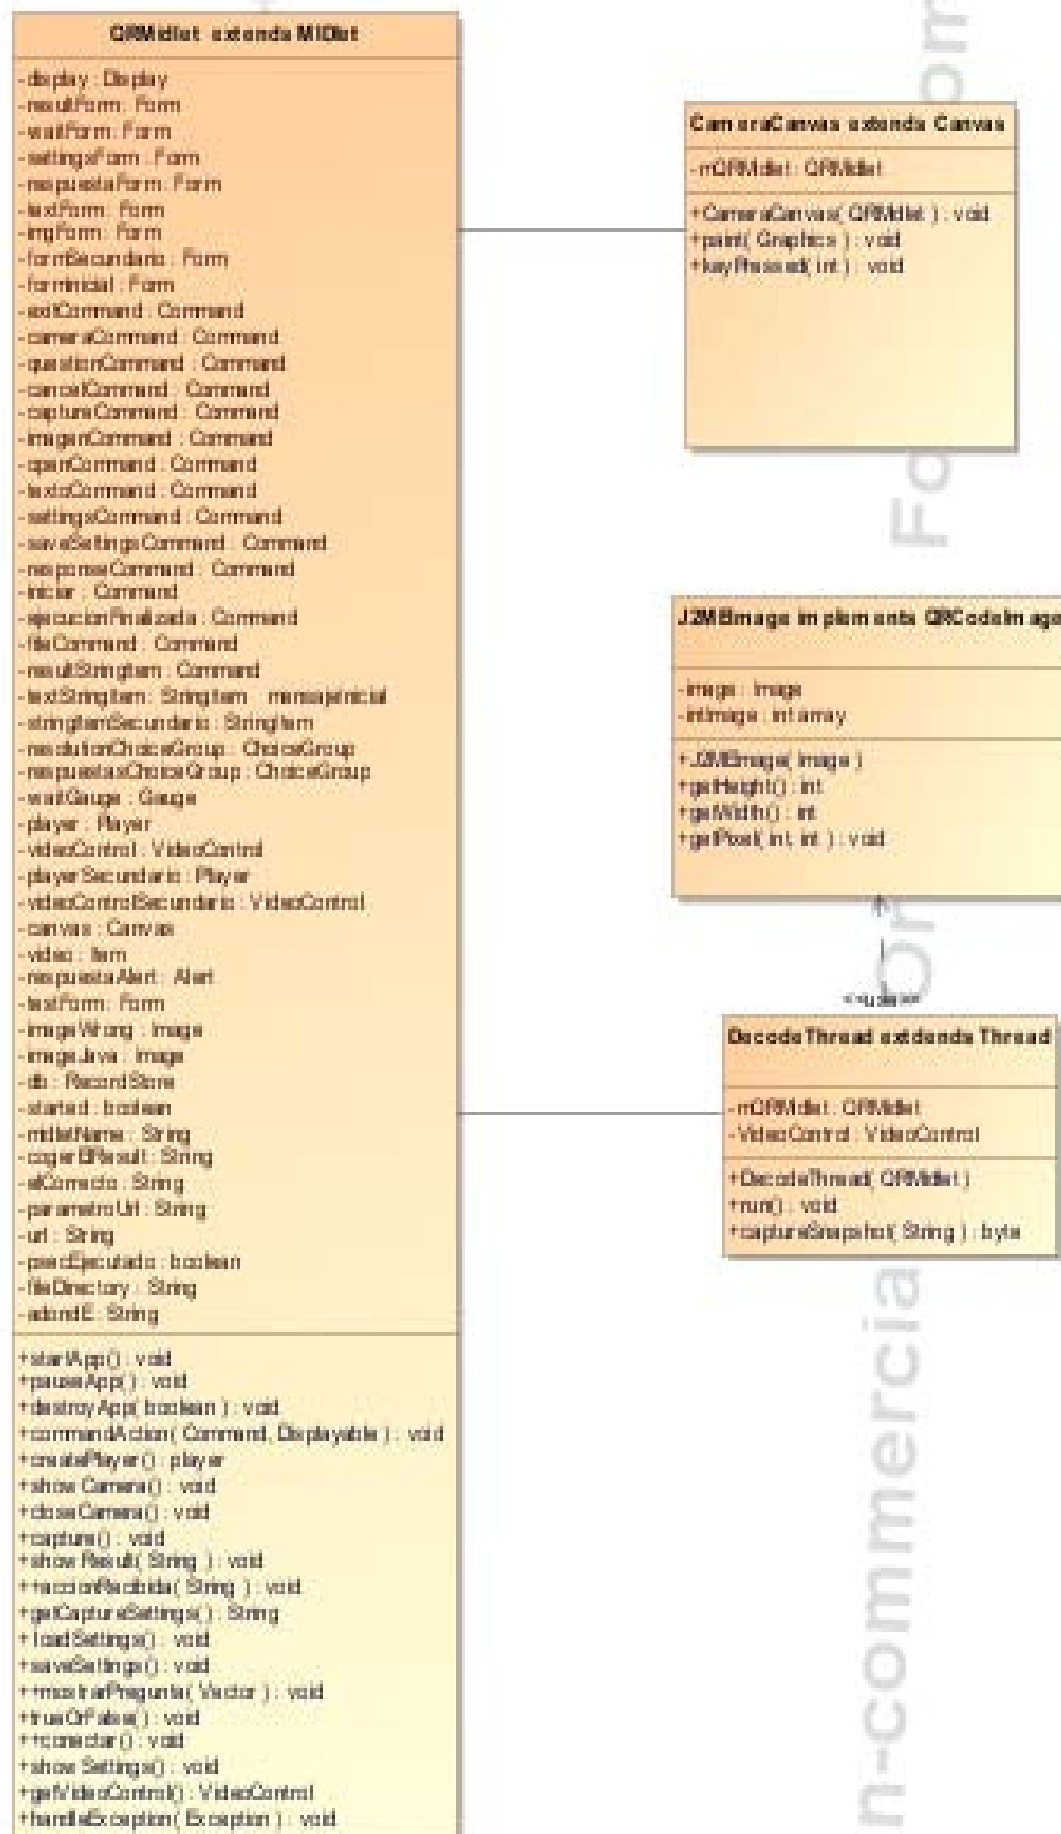 QRMidlet extends MIDlet
-display : Display
-resultForm : Form
-waitForm : Form
-settingsForm : Form
-respuestaForm : Form
-textForm : Form
-imgForm : Form
-formSecundario : Form
-forminicial : Form
-exitCommand : Command
-cameraCommand : Command
-questionCommand : Command
-cancelCommand : Command
-captureCommand : Command
-imagenCommand : Command
-openCommand : Command
-textoCommand : Command
-settingsCommand : Command
-saveSettingsCommand : Command
-responseCommand : Command
-iniciar : Command
-ejecucionFinalizada : Command
-fileCommand : Command
-resultStringItem : Command
-textStringItem : StringItem mensajeInicial
-stringItemSecundario : StringItem
-resolutionChoiceGroup : ChoiceGroup
-respuestasChoiceGroup : ChoiceGroup
-waitGauge : Gauge
-player : Player
-videoControl : VideoControl
-playerSecundario : Player
-videoControlSecundario : VideoControl
-canvas : Canvas
-video : Item
-respuestaAlert : Alert
-textForm : Form
-imageWrong : Image
-imageJava : Image
-db : RecordStore
-started : boolean
-midletName : String
-cogerElResult : String
-elCorrecto : String
-parametroUrl : String
-url : String
-psedEjecutado : boolean
-fileDirectory : String
-adondE : String
+startApp() : void
+pauseApp() : void
+destroyApp( boolean ) : void
+commandAction( Command, Displayable ) : void
+createPlayer() : player
+showCamera() : void
+closeCamera() : void
+capture() : void
+showResult( String ) : void
++accionRecibida( String ) : void
+getCaptureSettings() : String
+loadSettings() : void
+saveSettings() : void
++mostrarPregunta( Vector ) : void
+trueOrFalse() : void
++conectar() : void
+showSettings() : void
+getVideoControl() : VideoControl
+handleException( Exception ) : void
CameraCanvas extends Canvas
-mQRMidlet : QRMidlet
+CameraCanvas( QRMidlet ) : void
+paint( Graphics ) : void
+keyPressed( int ) : void
J2MEImage implements QRCodeImage
-image : Image
-intImage : int array
+J2MEImage( Image )
+getHeight() : int
+getWidth() : int
+getPixel( int, int ) : void
<<use>>
DecodeThread extdends Thread
-mQRMidlet : QRMidlet
-VideoControl : VideoControl
+DecodeThread( QRMidlet )
+run() : void
+captureSnapshot( String ) : byte